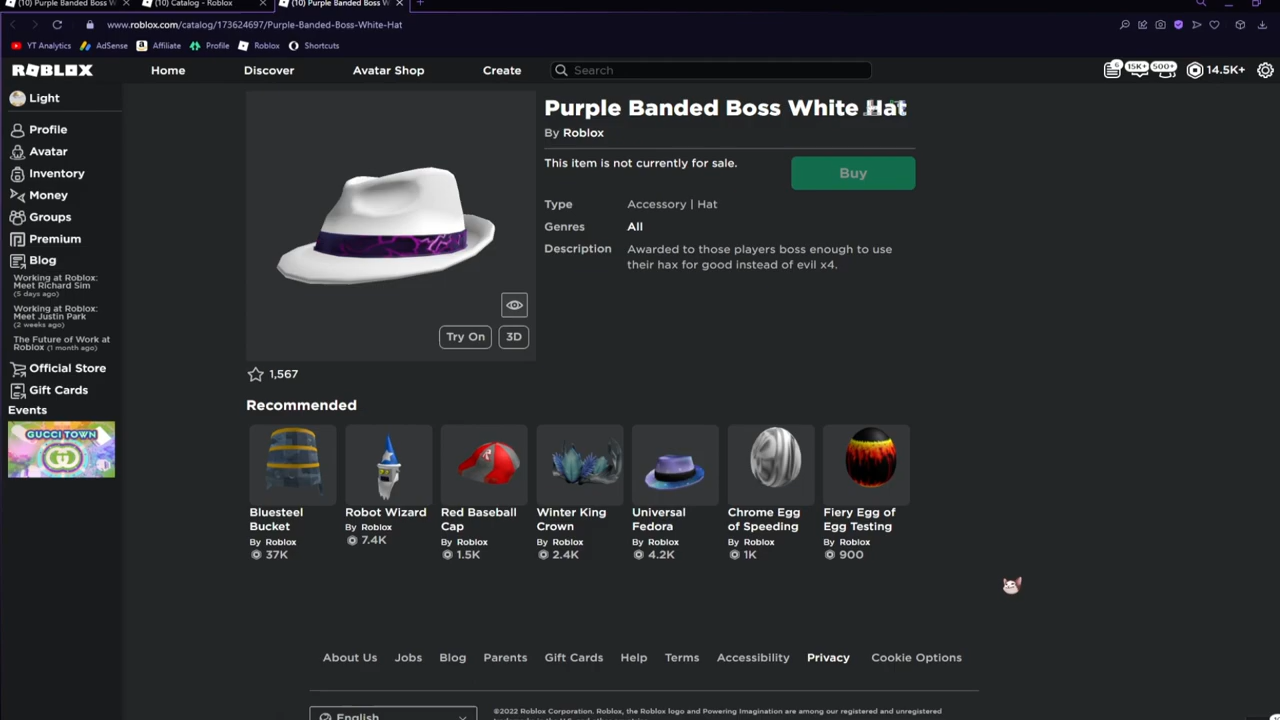 (10) Purple Banded Boss W
(10) Catalog - Roblox
(10) Purple Banded Boss W
www.roblox.com/catalog/173624697/Purple-Banded-Boss-White-Hat
YT Analytics
AdSense
Affiliate
Profile
Roblox
Shortcuts
ROBLOX
Home
Discover
Avatar Shop
Create
Search
6
15K+
500+
14.5K+
Light
Profile
Avatar
Inventory
Money
Groups
Premium
Blog
Working at Roblox:
Meet Richard Sim
(5 days ago)
Working at Roblox:
Meet Justin Park
(2 weeks ago)
The Future of Work at
Roblox (1 month ago)
Official Store
Gift Cards
Events
GUCCI TOWN
Purple Banded Boss White Hat
By Roblox
This item is not currently for sale.
Buy
Type
Accessory | Hat
Genres
All
Description
Awarded to those players boss enough to use
their hax for good instead of evil x4.
Try On
3D
1,567
Recommended
Bluesteel
Bucket
By Roblox
37K
Robot Wizard
By Roblox
7.4K
Red Baseball
Cap
By Roblox
1.5K
Winter King
Crown
By Roblox
2.4K
Universal
Fedora
By Roblox
4.2K
Chrome Egg
of Speeding
By Roblox
1K
Fiery Egg of
Egg Testing
By Roblox
900
About Us
Jobs
Blog
Parents
Gift Cards
Help
Terms
Accessibility
Privacy
Cookie Options
English
©2022 Roblox Corporation. Roblox, the Roblox logo and Powering Imagination are among our registered and unregistered